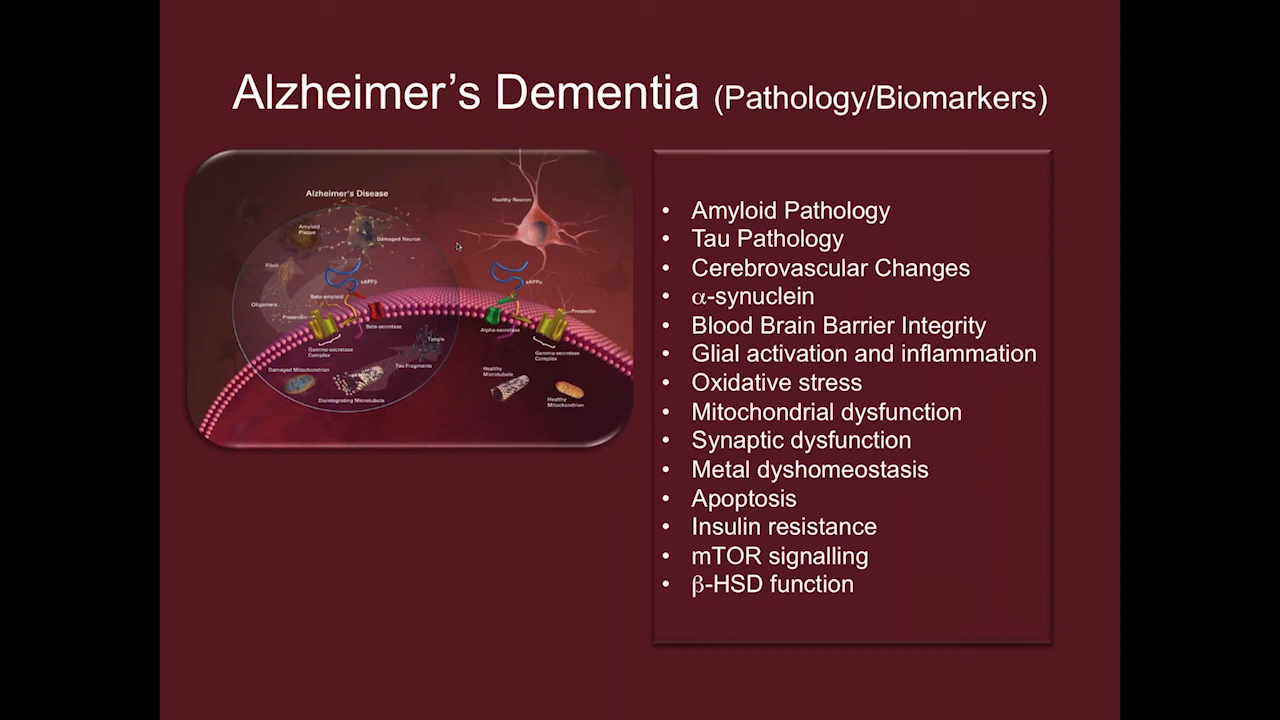 Alzheimer’s Dementia (Pathology/Biomarkers)
Alzheimer's Disease
Healthy Neuron
Amyloid
Plaque
Damaged Neuron
Fibril
sAPPβ
sAPPα
Beta-amyloid
Oligomers
Presenilin
Beta-secretase
Presenilin
Alpha-secretase
Tangle
Gamma-secretase
Complex
Gamma-secretase
Complex
Tau Fragments
Damaged Mitochondrion
Healthy
Microtubule
Disintegrating Microtubule
Healthy
Mitochondrion
• Amyloid Pathology
• Tau Pathology
• Cerebrovascular Changes
• α-synuclein
• Blood Brain Barrier Integrity
• Glial activation and inflammation
• Oxidative stress
• Mitochondrial dysfunction
• Synaptic dysfunction
• Metal dyshomeostasis
• Apoptosis
• Insulin resistance
• mTOR signalling
• β-HSD function